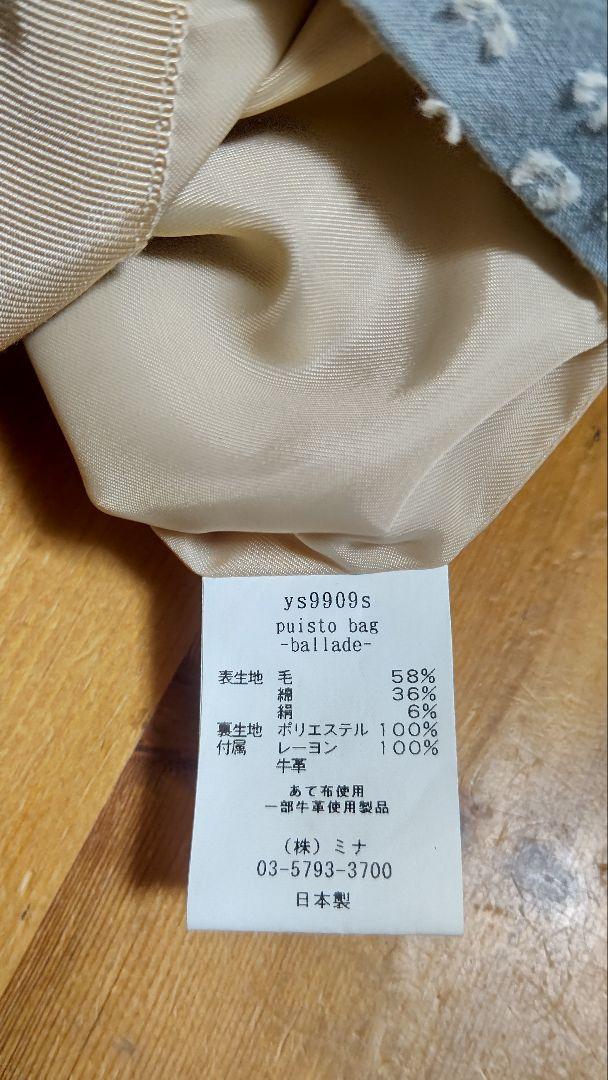 ys9909s
puisto bag
-ballade-
表生地 毛 58%
綿 36%
絹 6%
裏生地 ポリエステル 100%
付属 レーヨン 100%
牛革
あて布使用
一部牛革使用製品
(株)ミナ
03-5793-3700
日本製